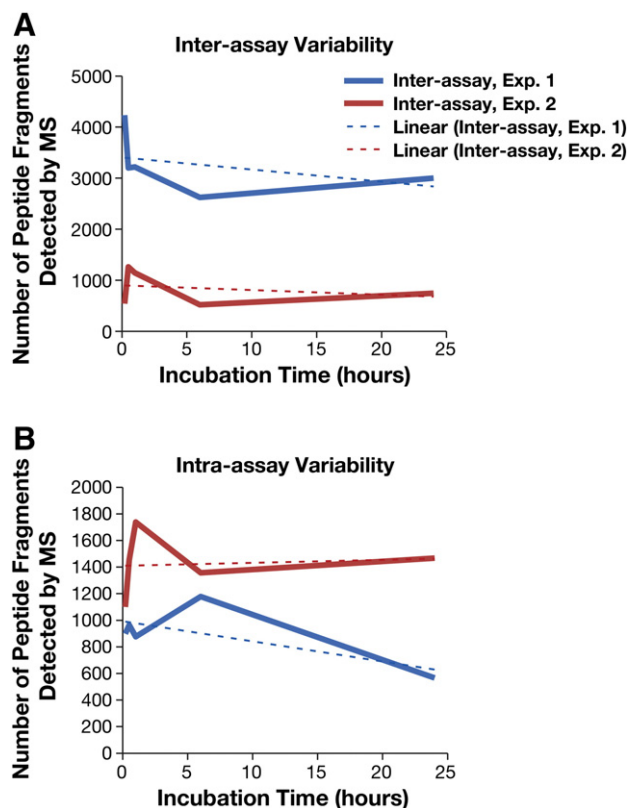 A
Inter-assay Variability
Number of Peptide Fragments
Detected by MS
5000
4000
3000
2000
1000
0
Inter-assay, Exp. 1
Inter-assay, Exp. 2
Linear (Inter-assay, Exp. 1)
Linear (Inter-assay, Exp. 2)
0 5 10 15 20 25
Incubation Time (hours)
B
Intra-assay Variability
Number of Peptide Fragments
Detected by MS
2000
1800
1600
1400
1200
1000
800
600
400
200
0
0 5 10 15 20 25
Incubation Time (hours)